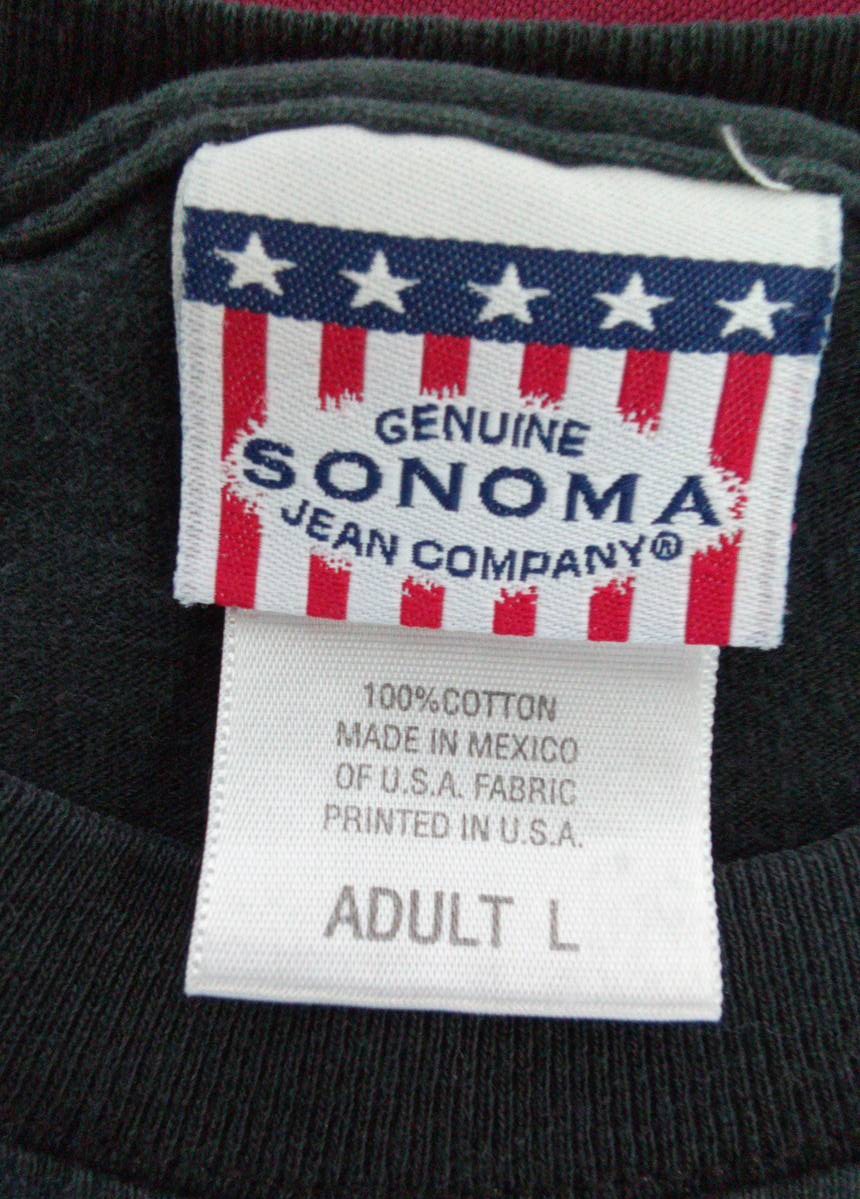 GENUINE
SONOMA
JEAN COMPANY®
100%COTTON
MADE IN MEXICO
OF U.S.A. FABRIC
PRINTED IN U.S.A.
ADULT L